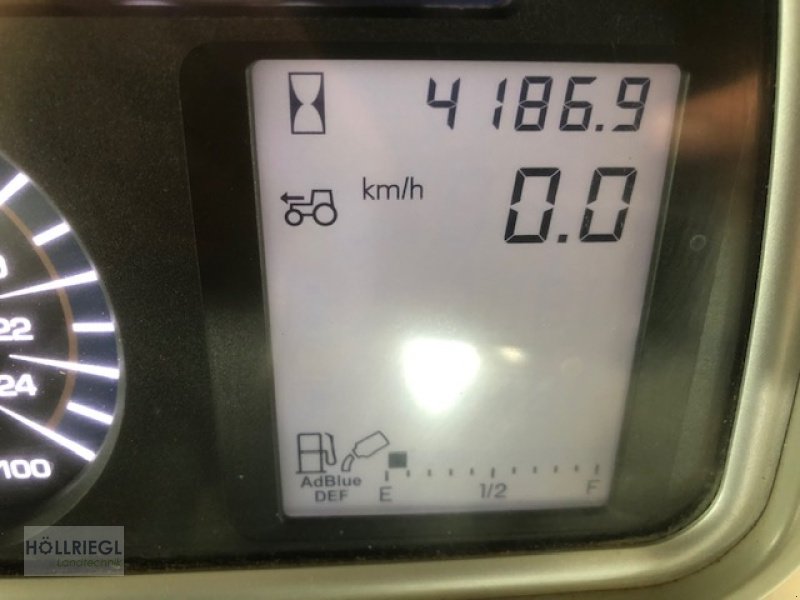 4186.9
km/h
0.0
22
24
100
AdBlue
DEF
E 1/2 F
HÖLLRIEGL
Landtechnik